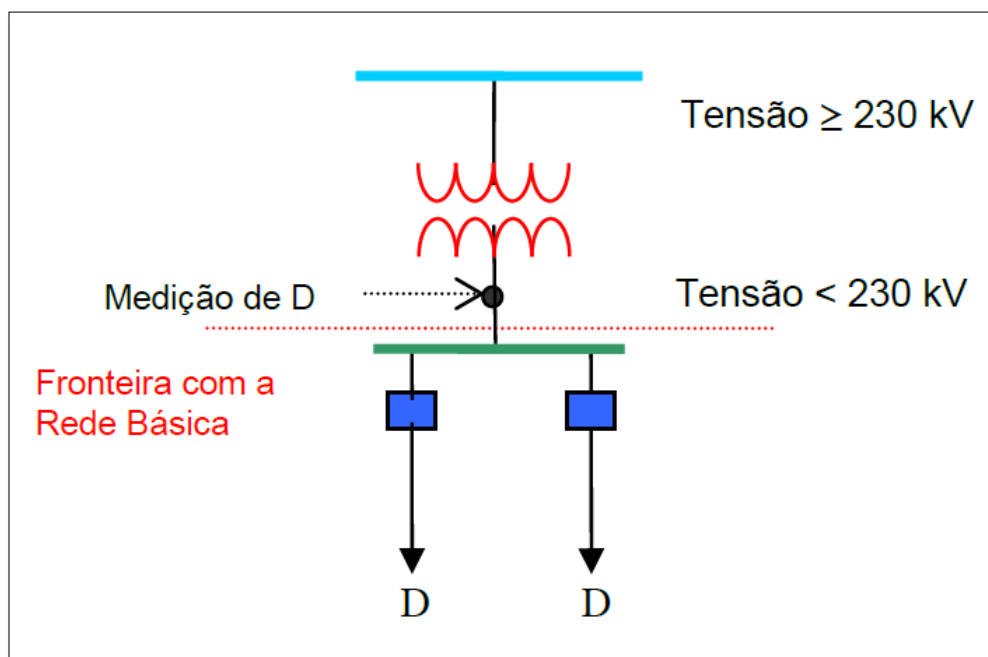 Tensão ≥ 230 kV
Medição de D
Tensão < 230 kV
Fronteira com a
Rede Básica
D
D